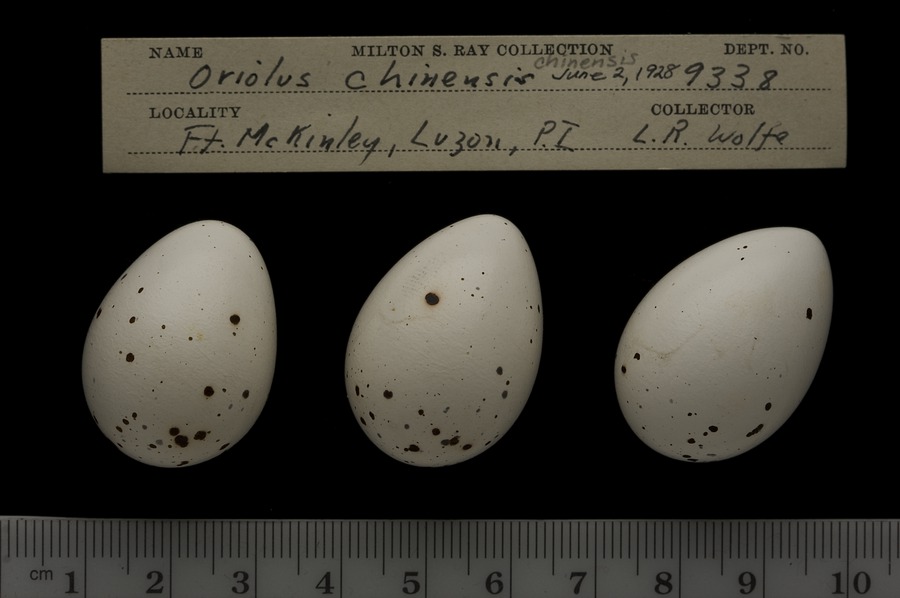 NAME MILTON S. RAY COLLECTION DEPT. NO.
chinensis
Oriolus chinensis June 2, 1928 9338
LOCALITY COLLECTOR
Ft. McKinley, Luzon, P.I L.R. Wolfe
cm 1 2 3 4 5 6 7 8 9 10